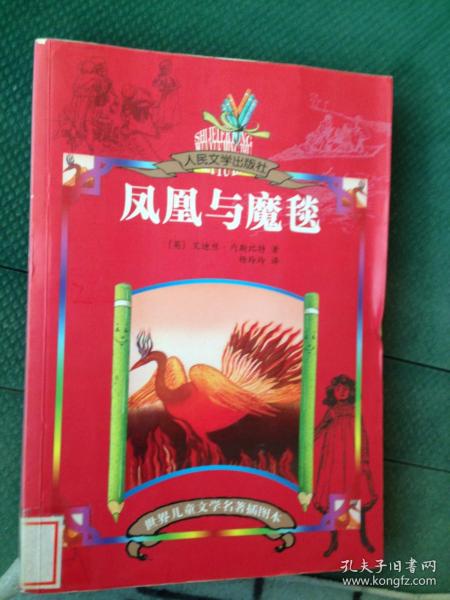 人民文学出版社
凤凰与魔毯
〔英〕艾迪丝·内斯比特 著
杨玲玲 译
世界儿童文学名著插图本
孔夫子旧书网
www.kongfz.com